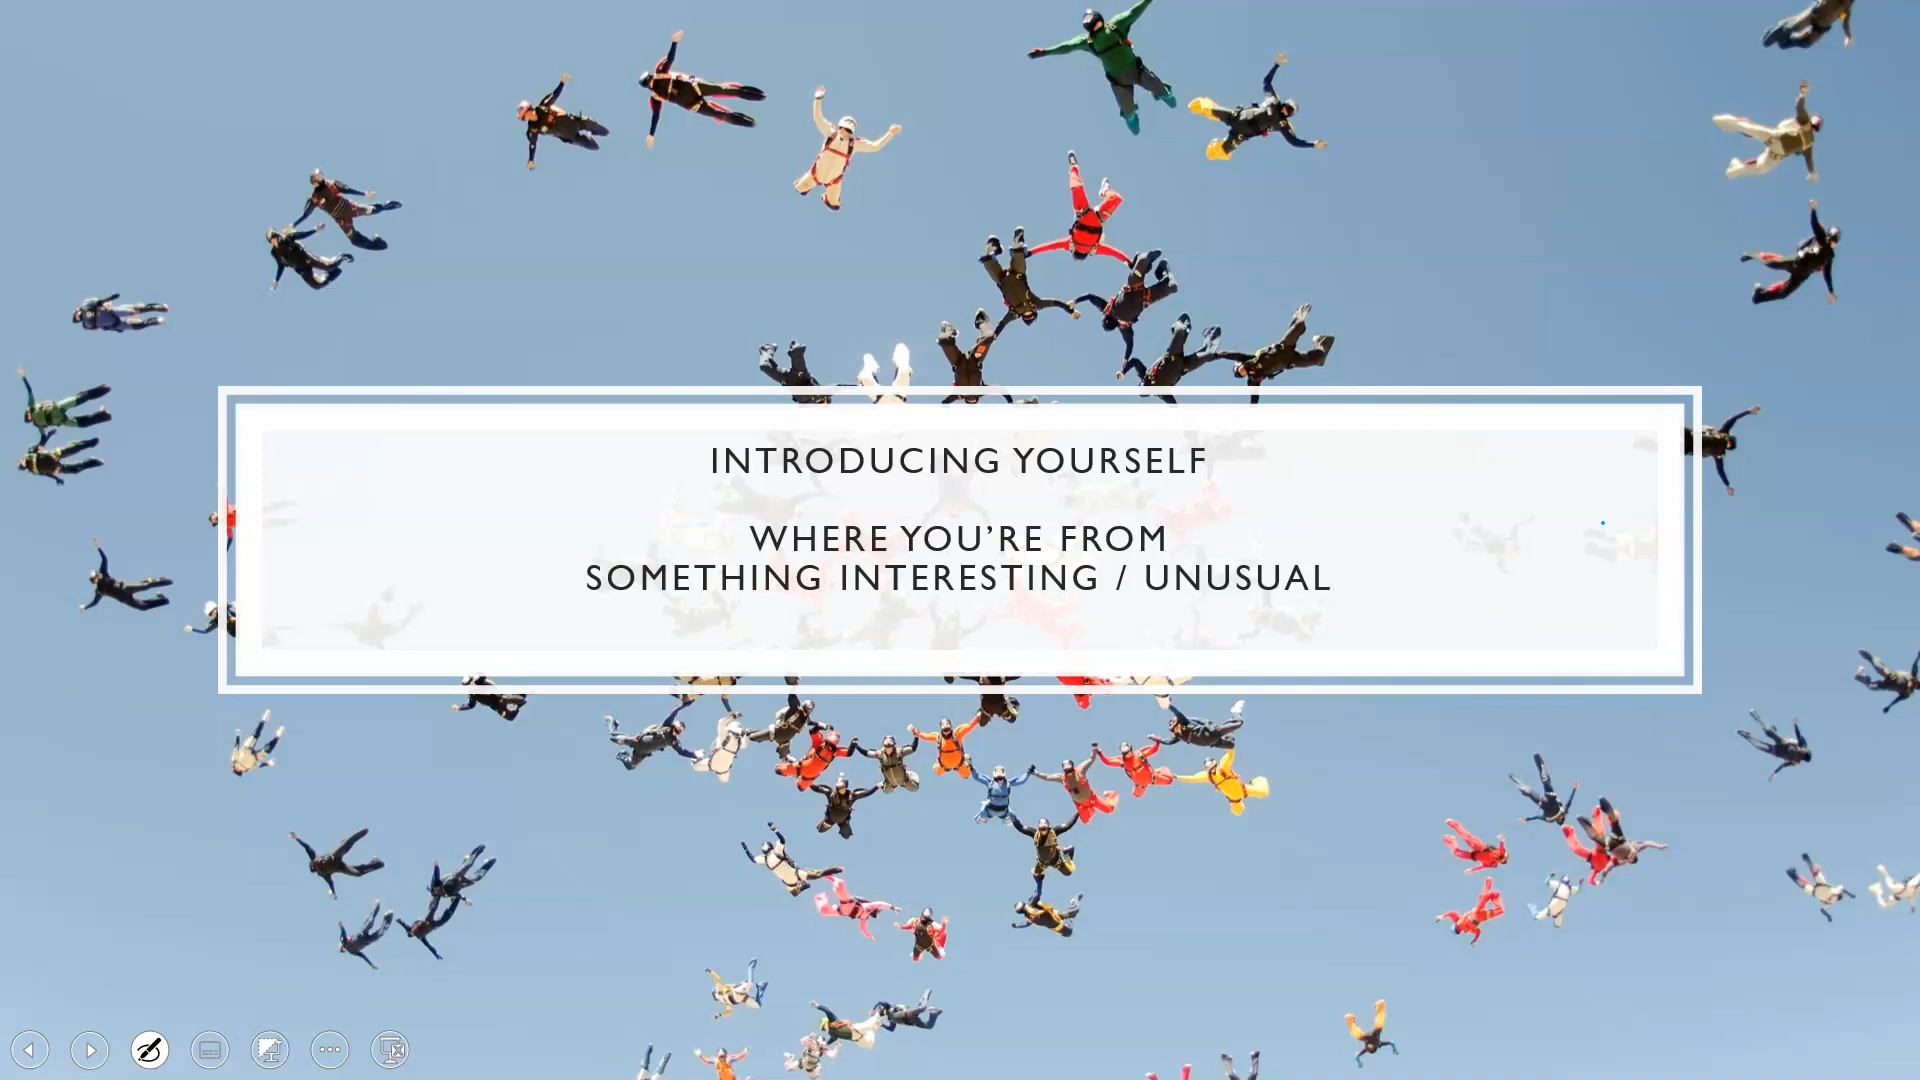 INTRODUCING YOURSELF
WHERE YOU’RE FROM
SOMETHING INTERESTING / UNUSUAL